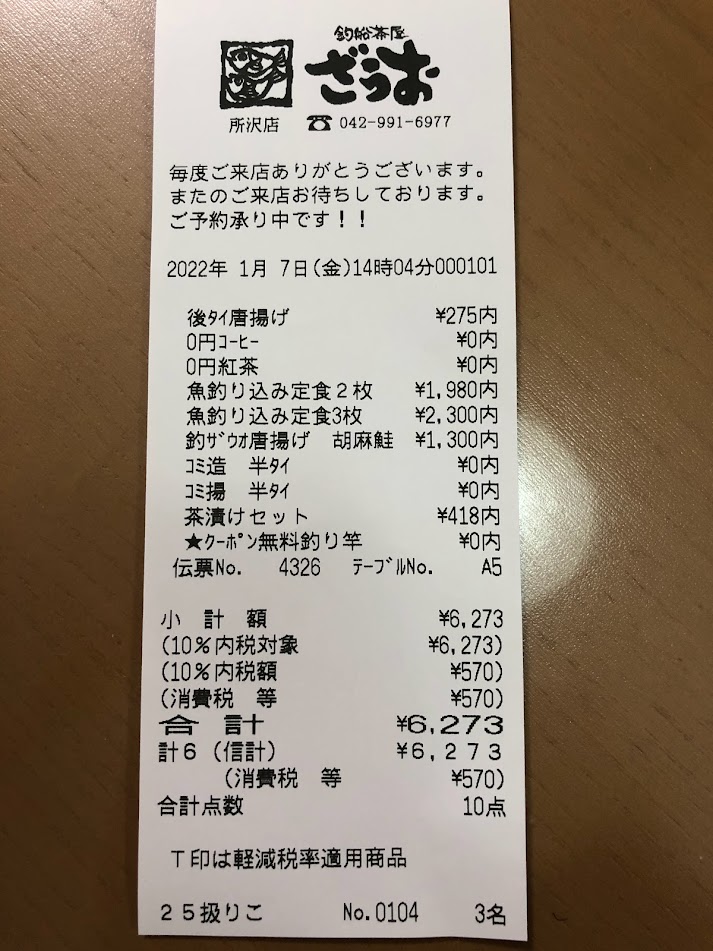 釣船茶屋
ざうお
所沢店 ☎ 042-991-6977
毎度ご来店ありがとうございます。
またのご来店お待ちしております。
ご予約承り中です！！
2022年 1月 7日(金)14時04分000101
後ﾀｲ唐揚げ ¥275内
0円ｺｰﾋｰ ¥0内
0円紅茶 ¥0内
魚釣り込み定食２枚 ¥1,980内
魚釣り込み定食3枚 ¥2,300内
釣ｻﾞｳｵ唐揚げ 胡麻鮭 ¥1,300内
ｺﾐ造 半ﾀｲ ¥0内
ｺﾐ揚 半ﾀｲ ¥0内
茶漬けセット ¥418内
★ｸｰﾎﾟﾝ無料釣り竿 ¥0内
伝票No. 4326 ﾃｰﾌﾞﾙNo. A5
小 計 額 ¥6,273
(10％内税対象 ¥6,273)
(10％内税額 ¥570)
(消費税 等 ¥570)
合 計 ¥6,273
計６（信計） ¥６，２７３
(消費税 等 ¥570)
合計点数 10点
Ｔ印は軽減税率適用商品
２５扱りこ No.0104 3名